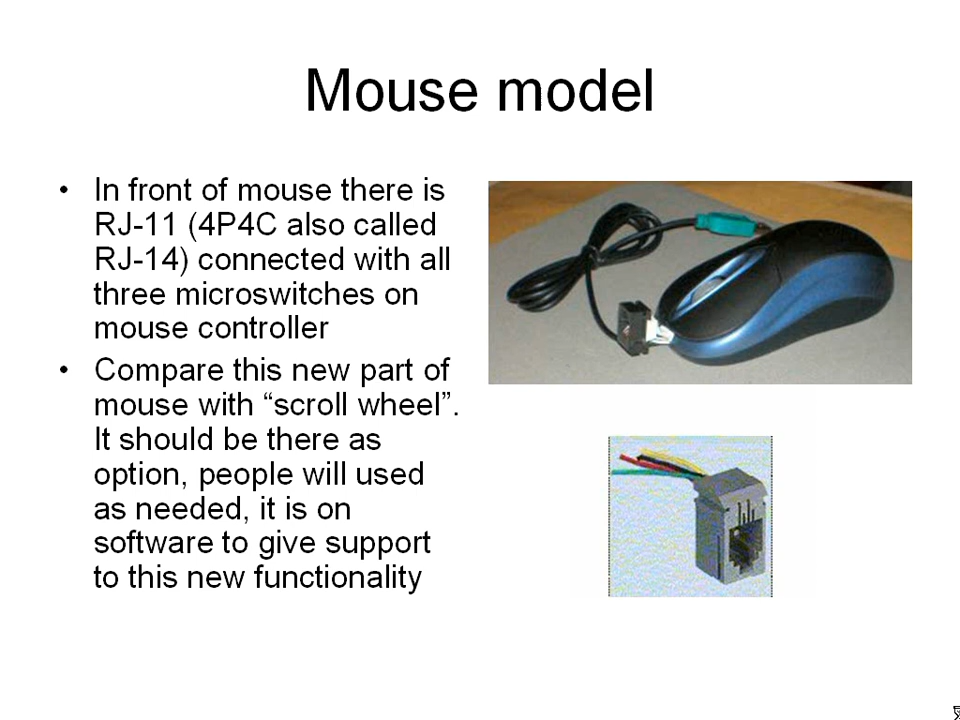 Mouse model
• In front of mouse there is
RJ-11 (4P4C also called
RJ-14) connected with all
three microswitches on
mouse controller
• Compare this new part of
mouse with “scroll wheel”.
It should be there as
option, people will used
as needed, it is on
software to give support
to this new functionality